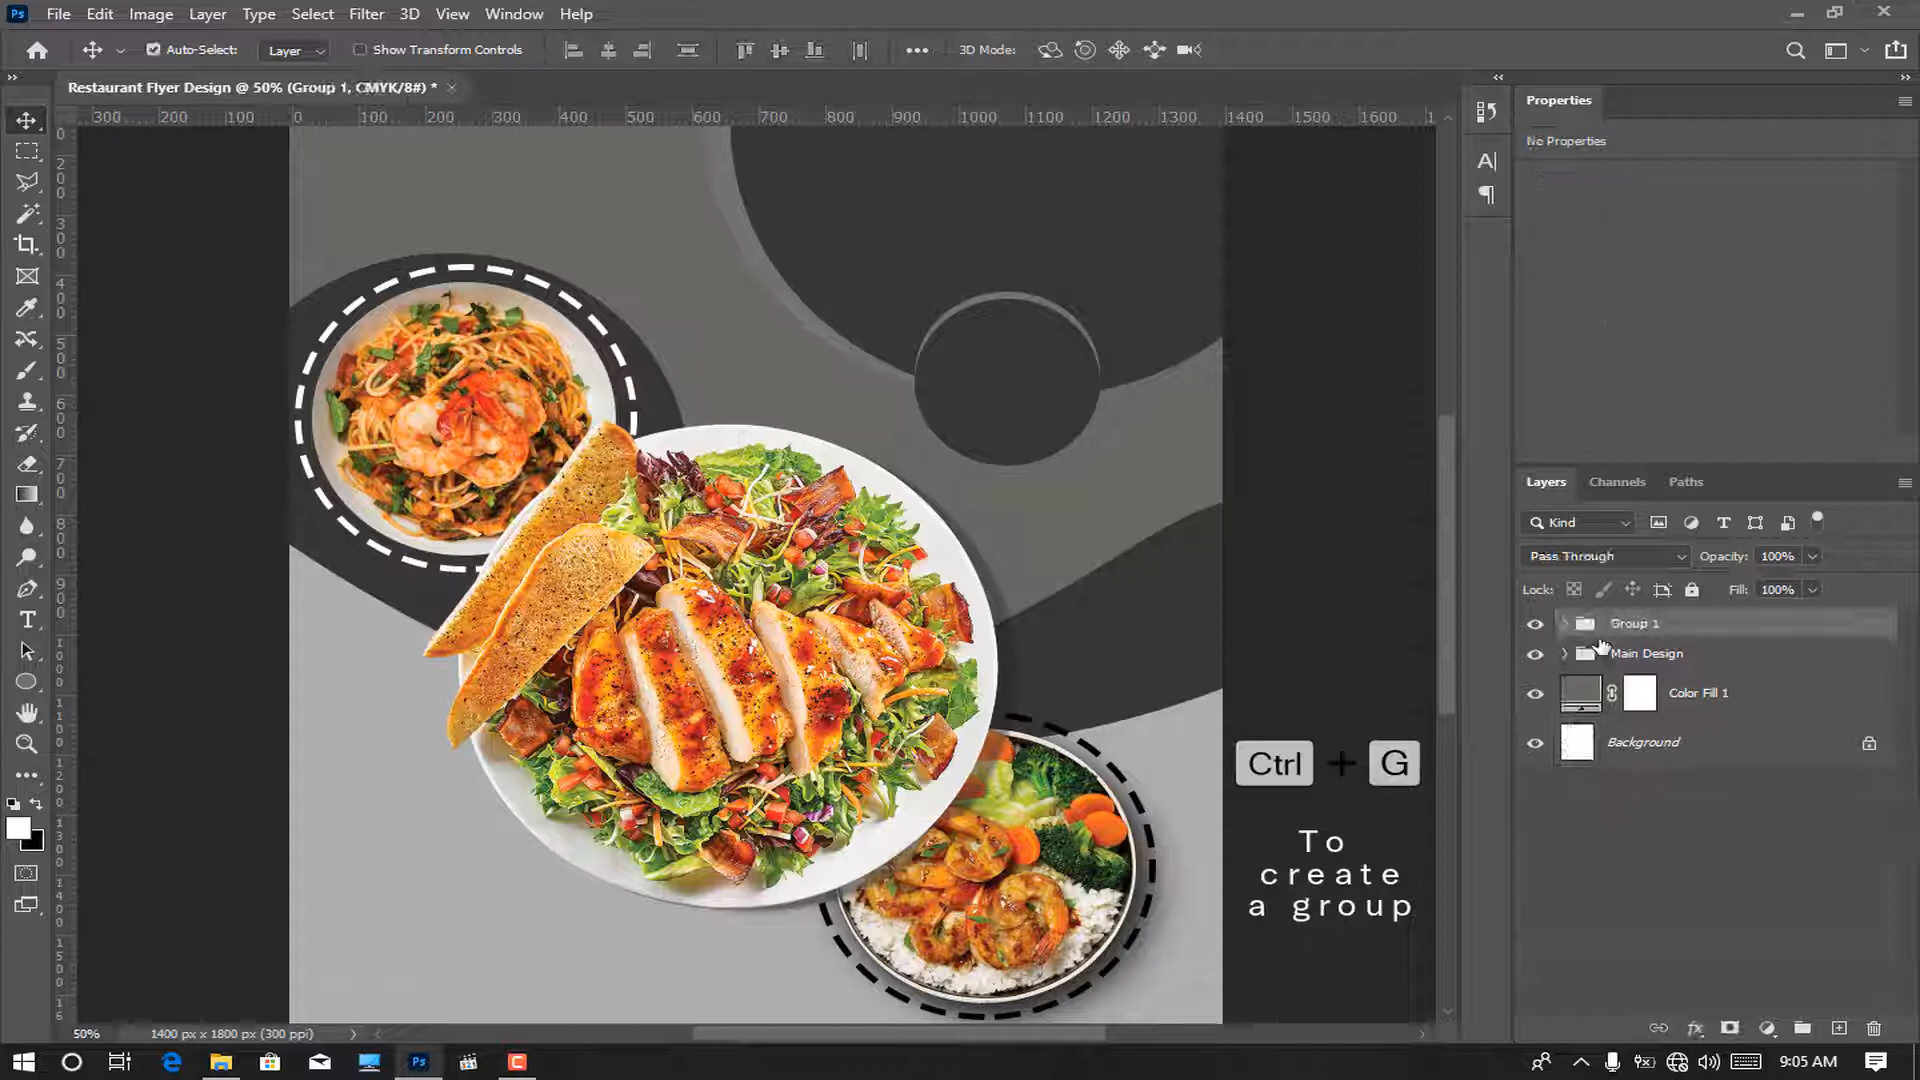 Ps File Edit Image Layer Type Select Filter 3D View Window Help
Auto-Select: Layer Show Transform Controls 3D Mode:
Restaurant Flyer Design @ 50% (Group 1, CMYK/8#) *
300 200 100 0 100 200 300 400 500 600 700 800 900 1000 1100 1200 1300 1400 1500 1600 1
Properties
No Properties
Layers Channels Paths
Kind
Pass Through Opacity: 100%
Lock: Fill: 100%
Group 1
Main Design
Color Fill 1
Background
Ctrl + G
To
create
a group
50% 1400 px x 1800 px (300 ppi)
9:05 AM